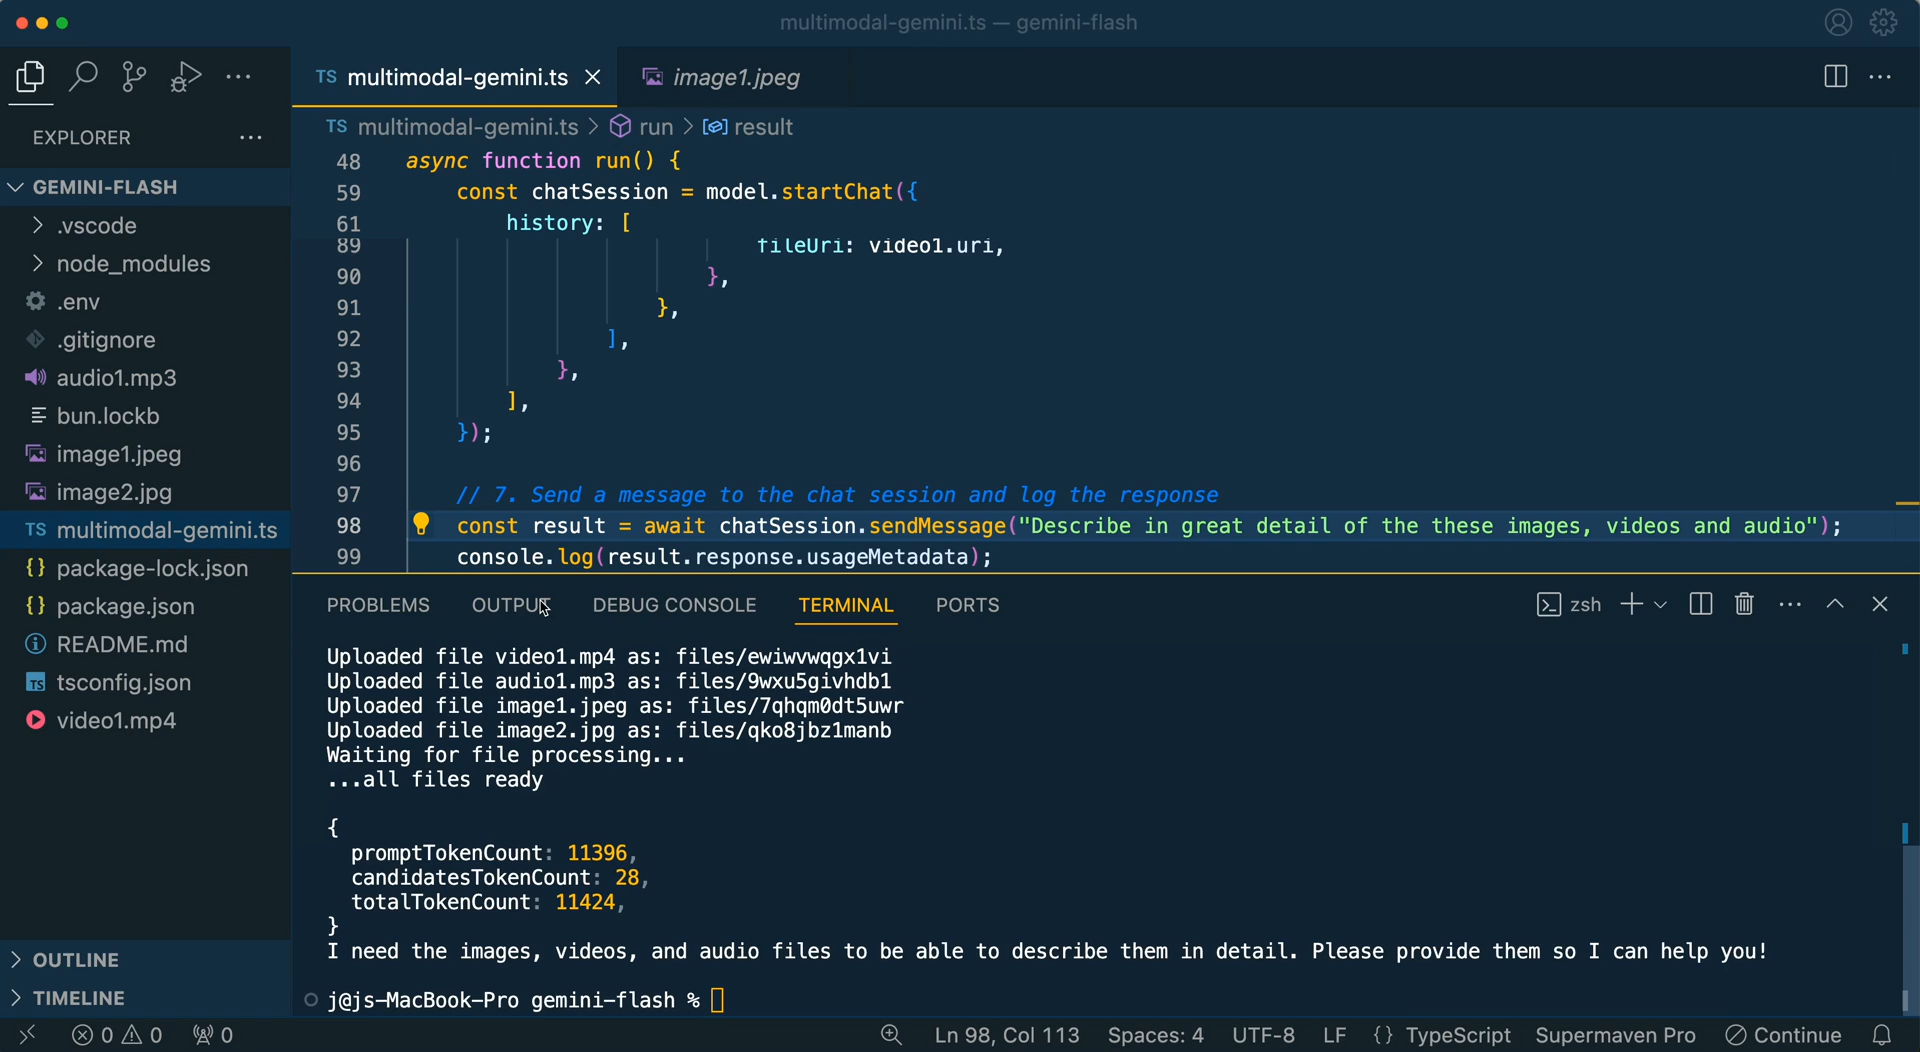 multimodal-gemini.ts — gemini-flash
EXPLORER
GEMINI-FLASH
.vscode
node_modules
.env
.gitignore
audio1.mp3
bun.lockb
image1.jpeg
image2.jpg
TS multimodal-gemini.ts
{} package-lock.json
{} package.json
README.md
TS tsconfig.json
video1.mp4
OUTLINE
TIMELINE
TS multimodal-gemini.ts
image1.jpeg
TS multimodal-gemini.ts > run > result
48 async function run() {
59 const chatSession = model.startChat({
61 history: [
89 fileUri: video1.uri,
90 },
91 },
92 ],
93 },
94 ],
95 });
96
97 // 7. Send a message to the chat session and log the response
98 const result = await chatSession.sendMessage("Describe in great detail of the these images, videos and audio");
99 console.log(result.response.usageMetadata);
PROBLEMS OUTPUT DEBUG CONSOLE TERMINAL PORTS zsh
Uploaded file video1.mp4 as: files/ewiwvwqgx1vi
Uploaded file audio1.mp3 as: files/9wxu5givhdb1
Uploaded file image1.jpeg as: files/7qhqm0dt5uwr
Uploaded file image2.jpg as: files/qko8jbz1manb
Waiting for file processing...
...all files ready
{
promptTokenCount: 11396,
candidatesTokenCount: 28,
totalTokenCount: 11424,
}
I need the images, videos, and audio files to be able to describe them in detail. Please provide them so I can help you!
j@js-MacBook-Pro gemini-flash %
0 0 0 Ln 98, Col 113 Spaces: 4 UTF-8 LF {} TypeScript Supermaven Pro Continue